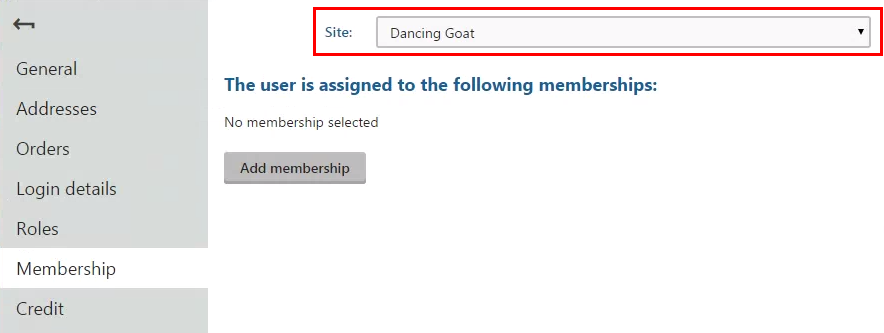 Site:
Dancing Goat
General
Addresses
Orders
Login details
Roles
Membership
Credit
The user is assigned to the following memberships:
No membership selected
Add membership